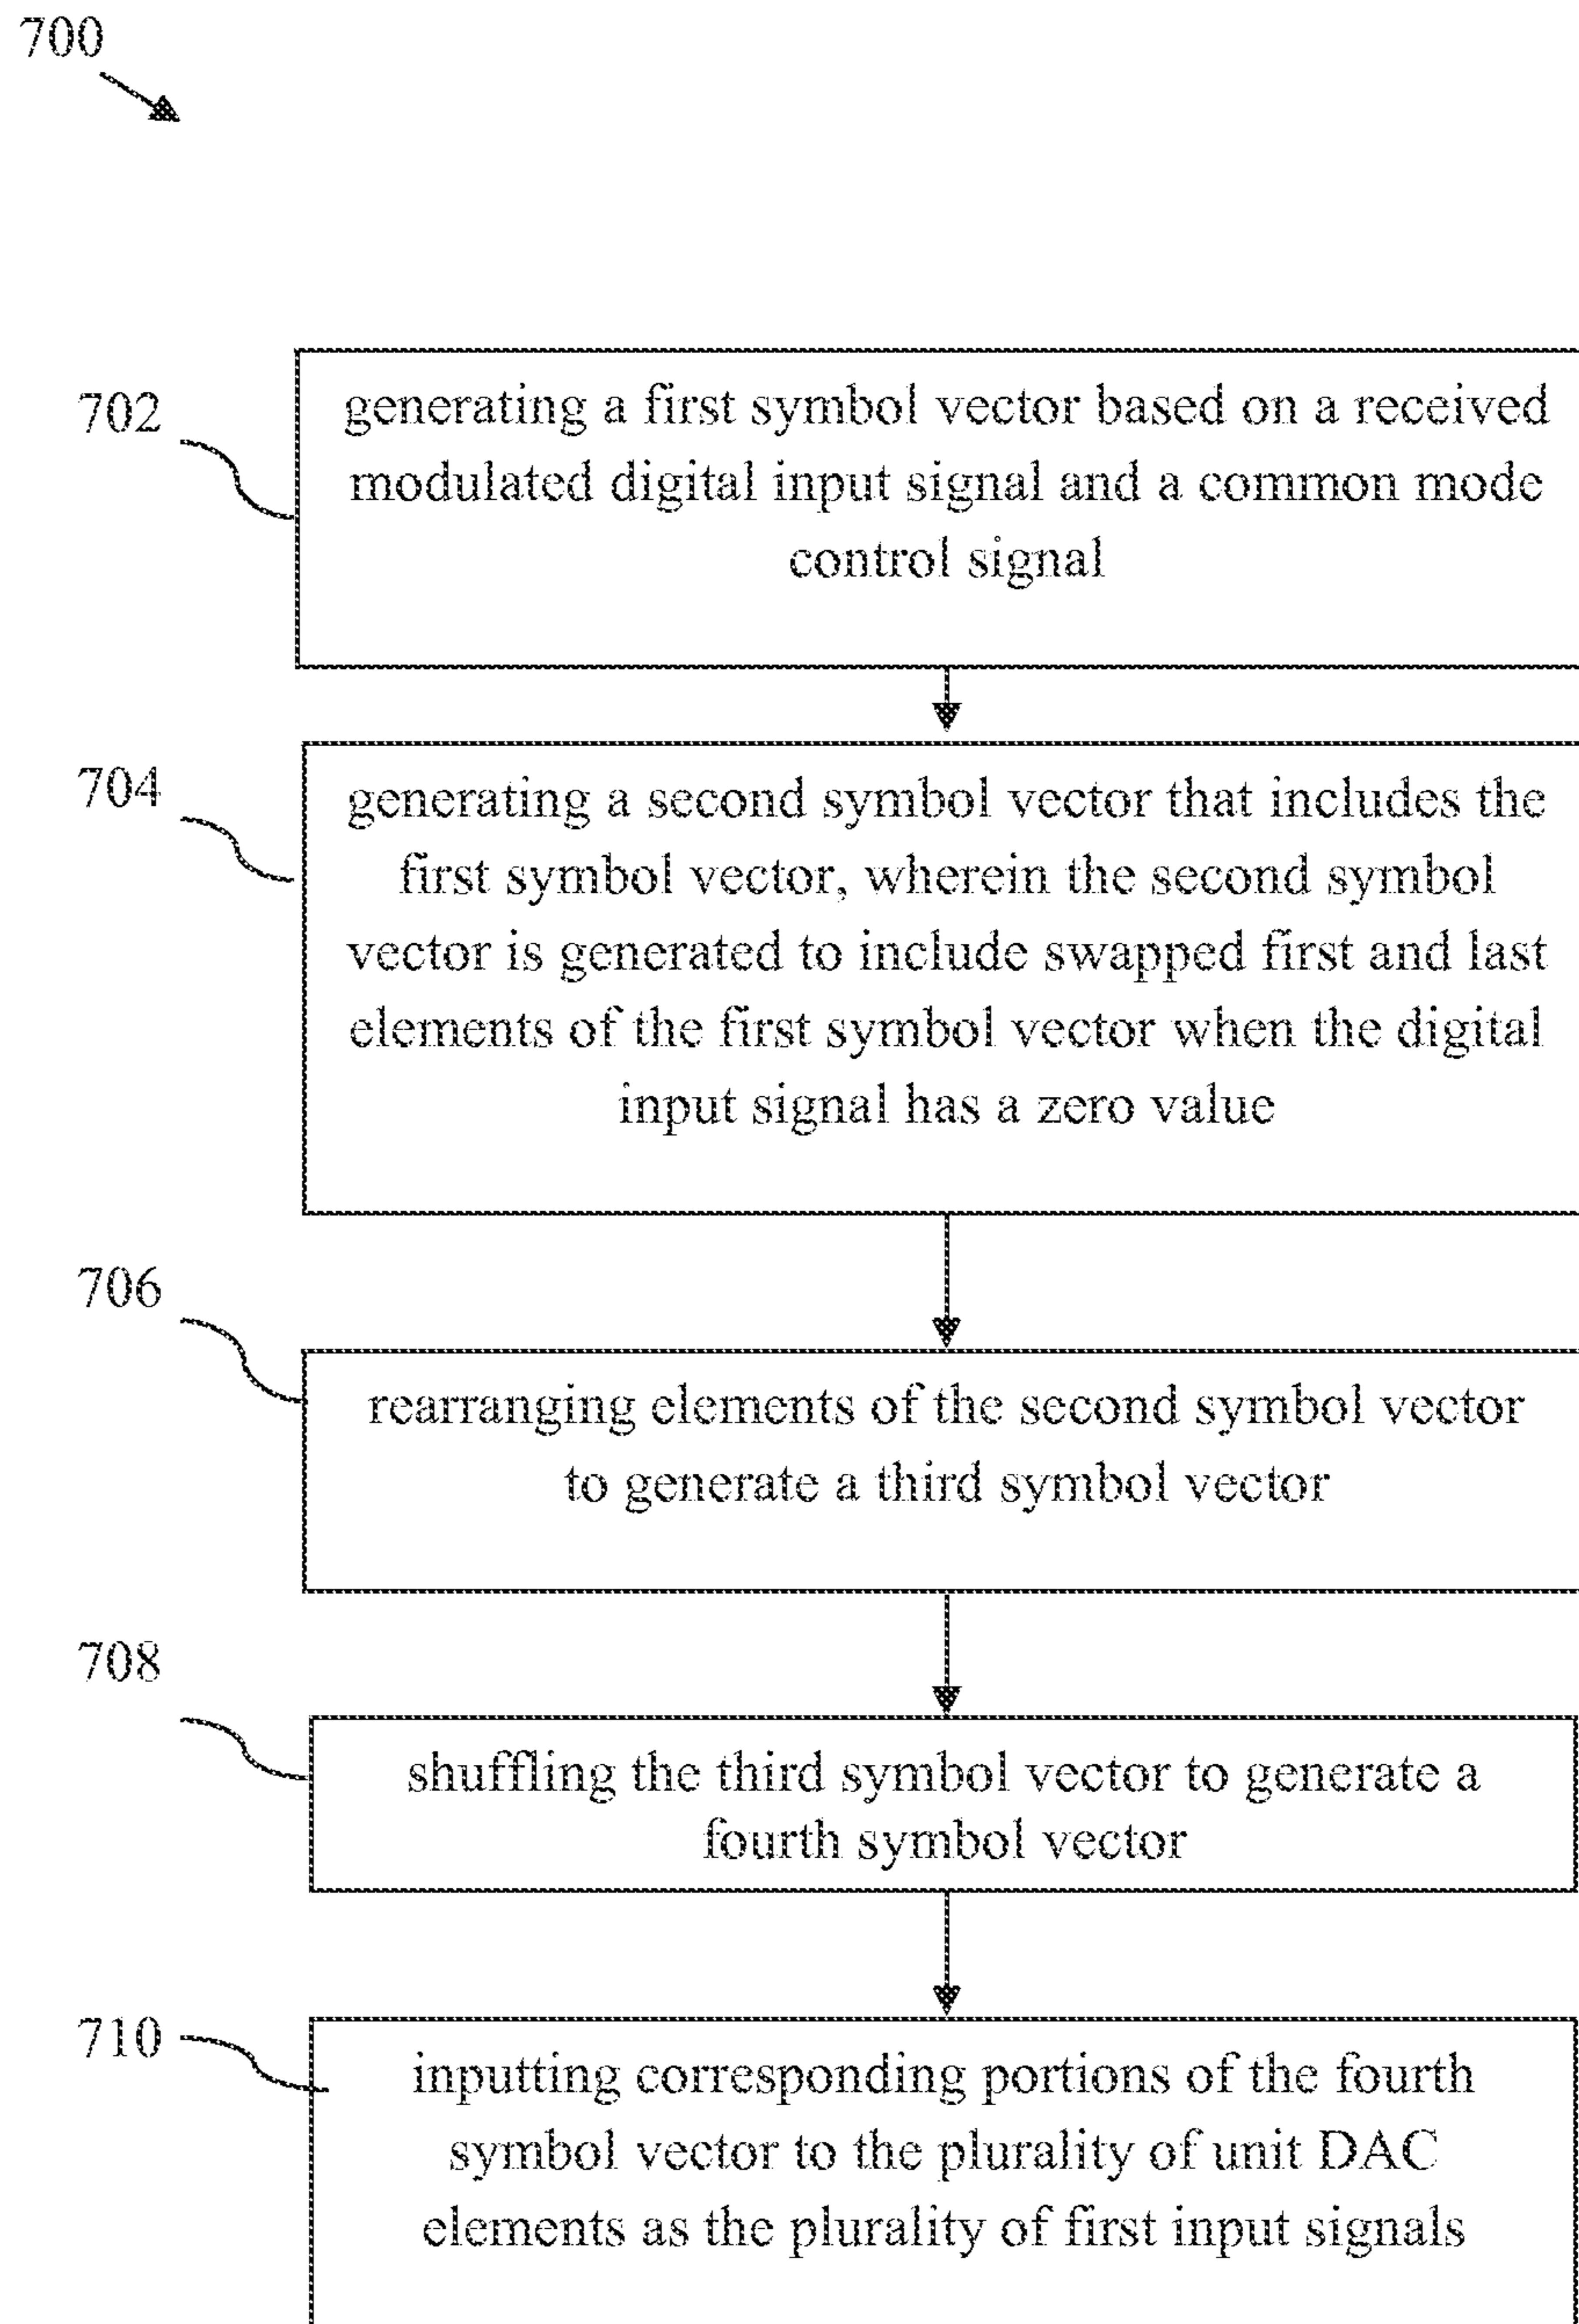 700
702
generating a first symbol vector based on a received
modulated digital input signal and a common mode
control signal
704
generating a second symbol vector that includes the
first symbol vector, wherein the second symbol
vector is generated to include swapped first and last
elements of the first symbol vector when the digital
input signal has a zero value
706
rearranging elements of the second symbol vector
to generate a third symbol vector
708
shuffling the third symbol vector to generate a
fourth symbol vector
710
inputting corresponding portions of the fourth
symbol vector to the plurality of unit DAC
elements as the plurality of first input signals